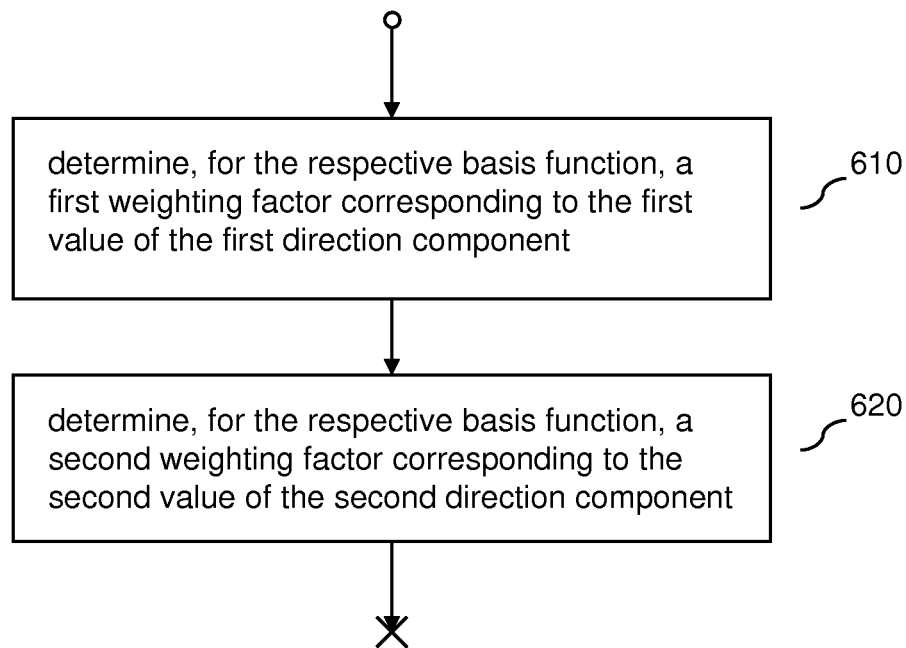 determine, for the respective basis function, a
first weighting factor corresponding to the first
value of the first direction component
610
determine, for the respective basis function, a
second weighting factor corresponding to the
second value of the second direction component
620